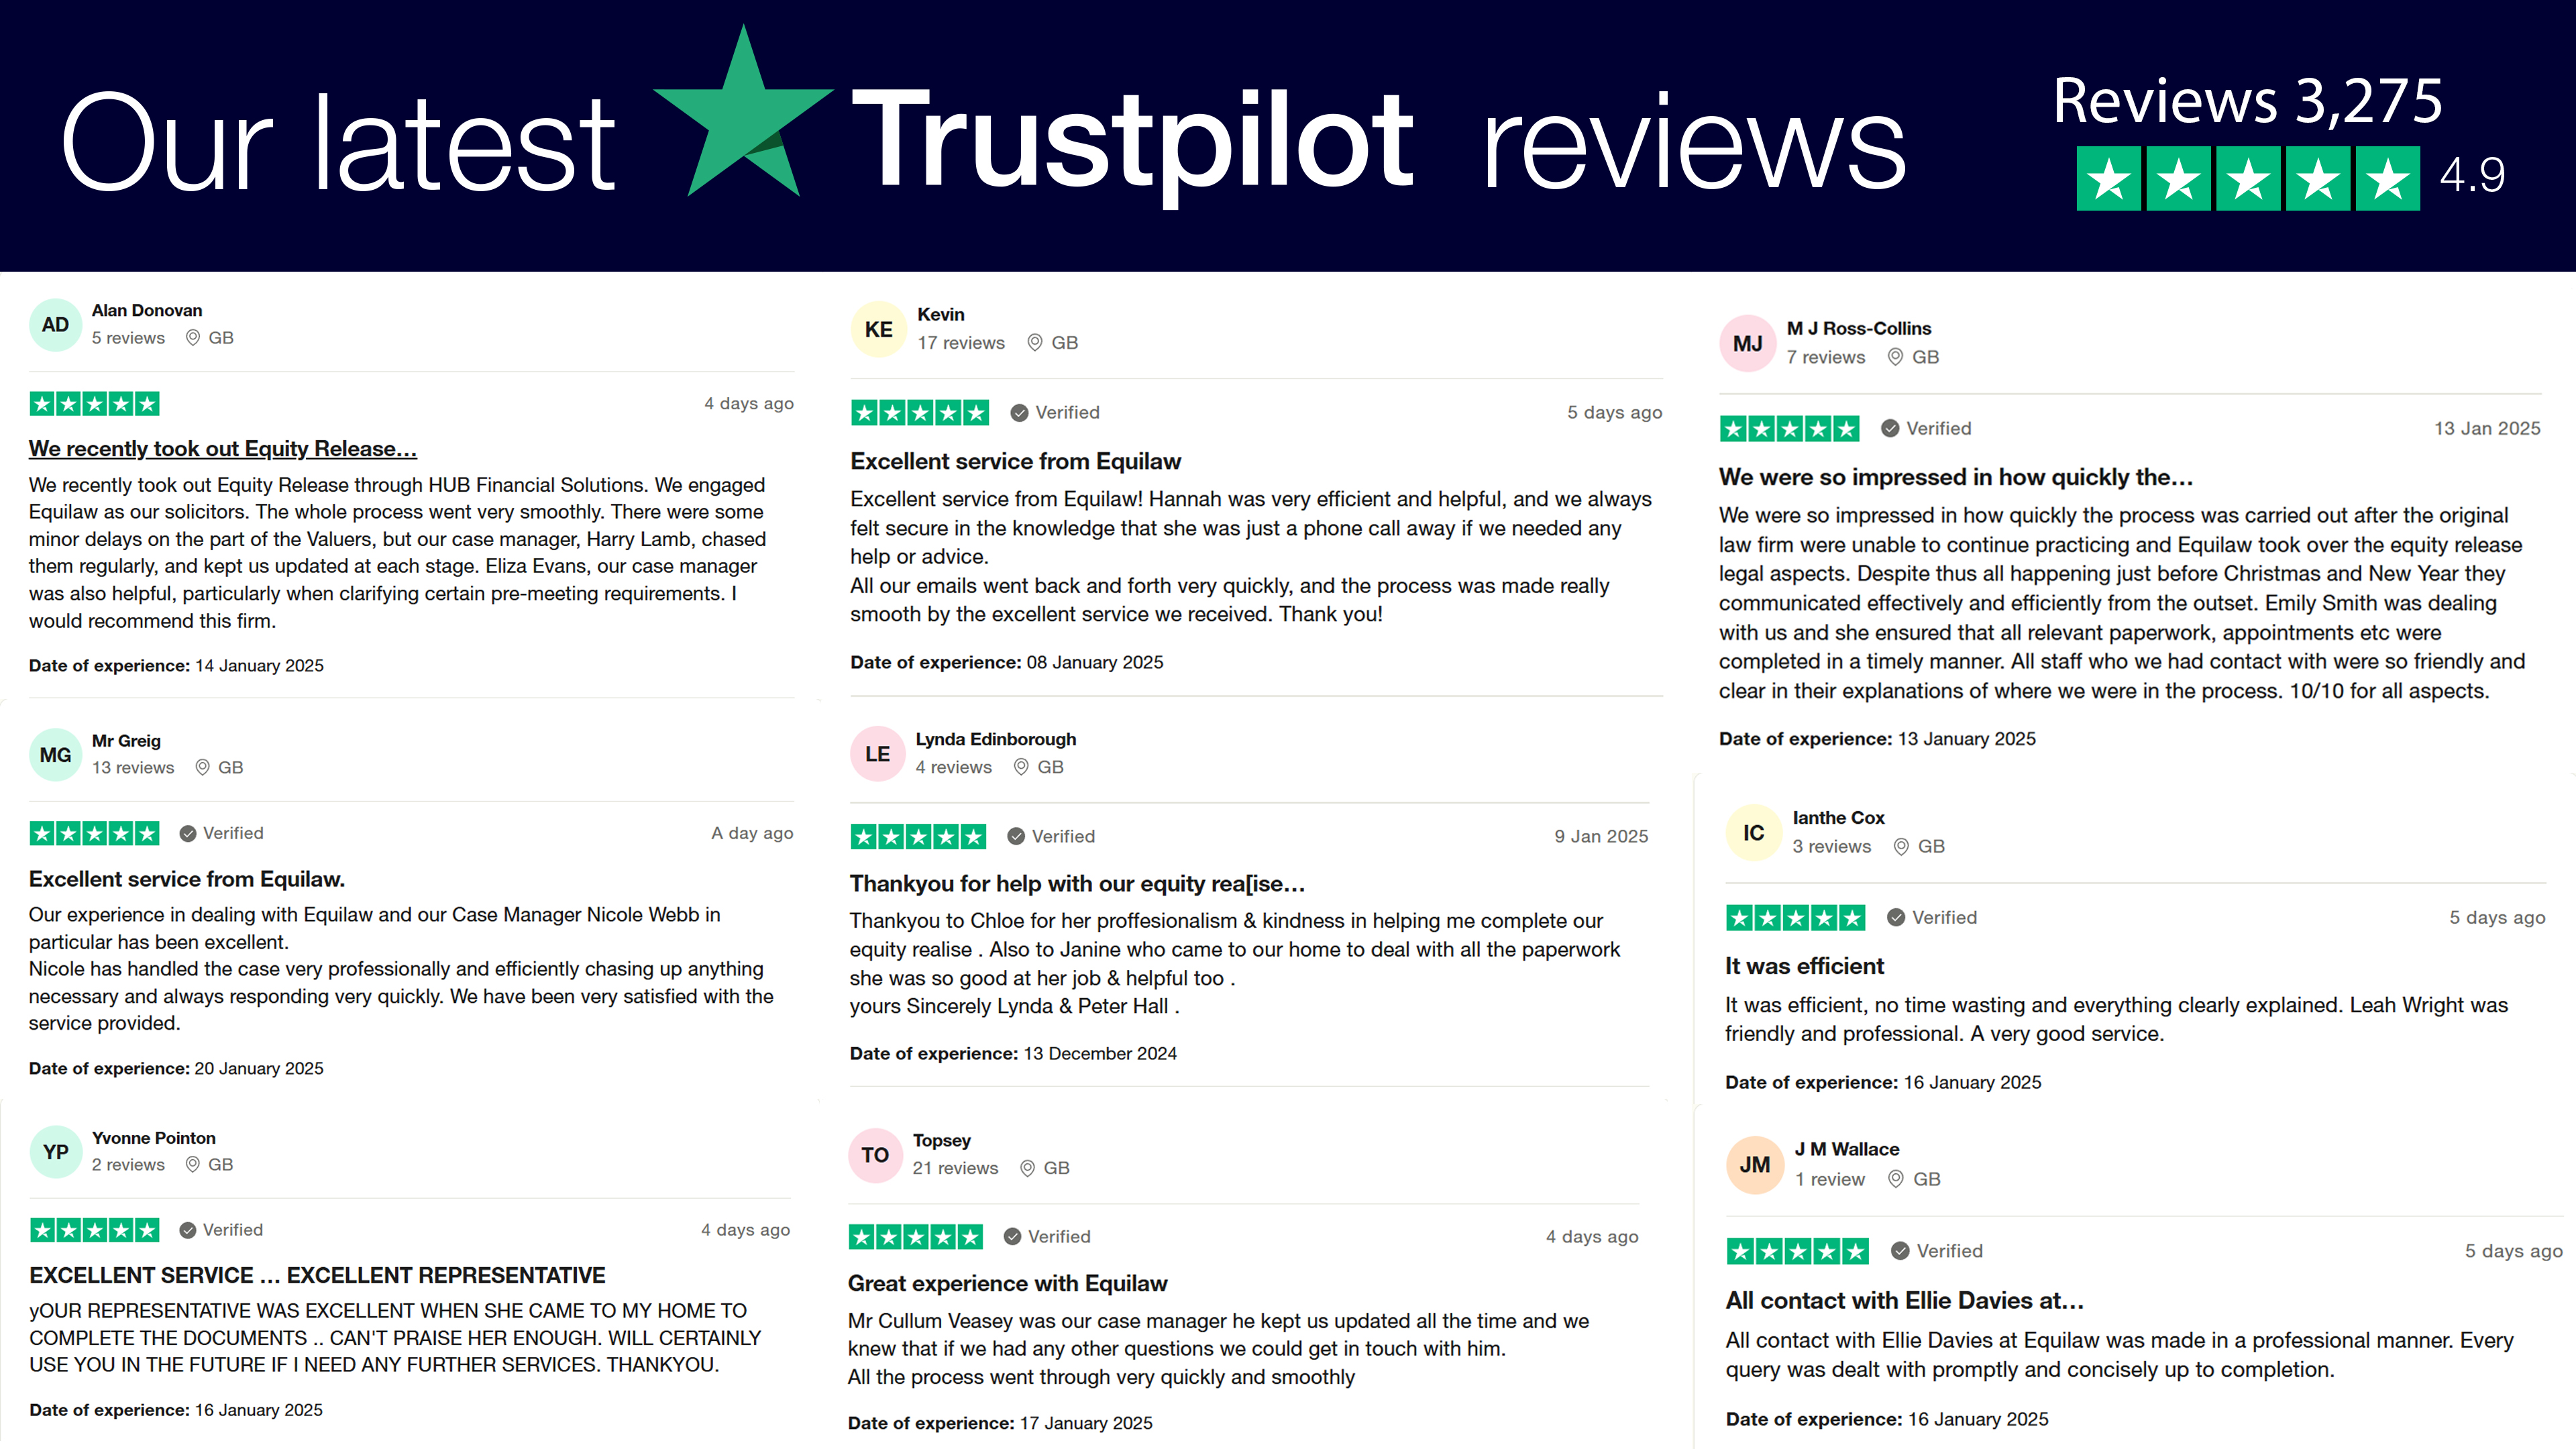 Our latest Trustpilot reviews
Reviews 3,275
4.9
AD
Alan Donovan
5 reviews GB
4 days ago
We recently took out Equity Release...
We recently took out Equity Release through HUB Financial Solutions. We engaged
Equilaw as our solicitors. The whole process went very smoothly. There were some
minor delays on the part of the Valuers, but our case manager, Harry Lamb, chased
them regularly, and kept us updated at each stage. Eliza Evans, our case manager
was also helpful, particularly when clarifying certain pre-meeting requirements. I
would recommend this firm.
Date of experience: 14 January 2025
MG
Mr Greig
13 reviews GB
Verified
A day ago
Excellent service from Equilaw.
Our experience in dealing with Equilaw and our Case Manager Nicole Webb in
particular has been excellent.
Nicole has handled the case very professionally and efficiently chasing up anything
necessary and always responding very quickly. We have been very satisfied with the
service provided.
Date of experience: 20 January 2025
YP
Yvonne Pointon
2 reviews GB
Verified
4 days ago
EXCELLENT SERVICE ... EXCELLENT REPRESENTATIVE
yOUR REPRESENTATIVE WAS EXCELLENT WHEN SHE CAME TO MY HOME TO
COMPLETE THE DOCUMENTS .. CAN'T PRAISE HER ENOUGH. WILL CERTAINLY
USE YOU IN THE FUTURE IF I NEED ANY FURTHER SERVICES. THANKYOU.
Date of experience: 16 January 2025
KE
Kevin
17 reviews GB
Verified
5 days ago
Excellent service from Equilaw
Excellent service from Equilaw! Hannah was very efficient and helpful, and we always
felt secure in the knowledge that she was just a phone call away if we needed any
help or advice.
All our emails went back and forth very quickly, and the process was made really
smooth by the excellent service we received. Thank you!
Date of experience: 08 January 2025
LE
Lynda Edinborough
4 reviews GB
Verified
9 Jan 2025
Thankyou for help with our equity rea[ise...
Thankyou to Chloe for her proffesionalism & kindness in helping me complete our
equity realise . Also to Janine who came to our home to deal with all the paperwork
she was so good at her job & helpful too .
yours Sincerely Lynda & Peter Hall .
Date of experience: 13 December 2024
TO
Topsey
21 reviews GB
Verified
4 days ago
Great experience with Equilaw
Mr Cullum Veasey was our case manager he kept us updated all the time and we
knew that if we had any other questions we could get in touch with him.
All the process went through very quickly and smoothly
Date of experience: 17 January 2025
MJ
M J Ross-Collins
7 reviews GB
Verified
13 Jan 2025
We were so impressed in how quickly the...
We were so impressed in how quickly the process was carried out after the original
law firm were unable to continue practicing and Equilaw took over the equity release
legal aspects. Despite thus all happening just before Christmas and New Year they
communicated effectively and efficiently from the outset. Emily Smith was dealing
with us and she ensured that all relevant paperwork, appointments etc were
completed in a timely manner. All staff who we had contact with were so friendly and
clear in their explanations of where we were in the process. 10/10 for all aspects.
Date of experience: 13 January 2025
IC
Ianthe Cox
3 reviews GB
Verified
5 days ago
It was efficient
It was efficient, no time wasting and everything clearly explained. Leah Wright was
friendly and professional. A very good service.
Date of experience: 16 January 2025
JM
J M Wallace
1 review GB
Verified
5 days ago
All contact with Ellie Davies at...
All contact with Ellie Davies at Equilaw was made in a professional manner. Every
query was dealt with promptly and concisely up to completion.
Date of experience: 16 January 2025